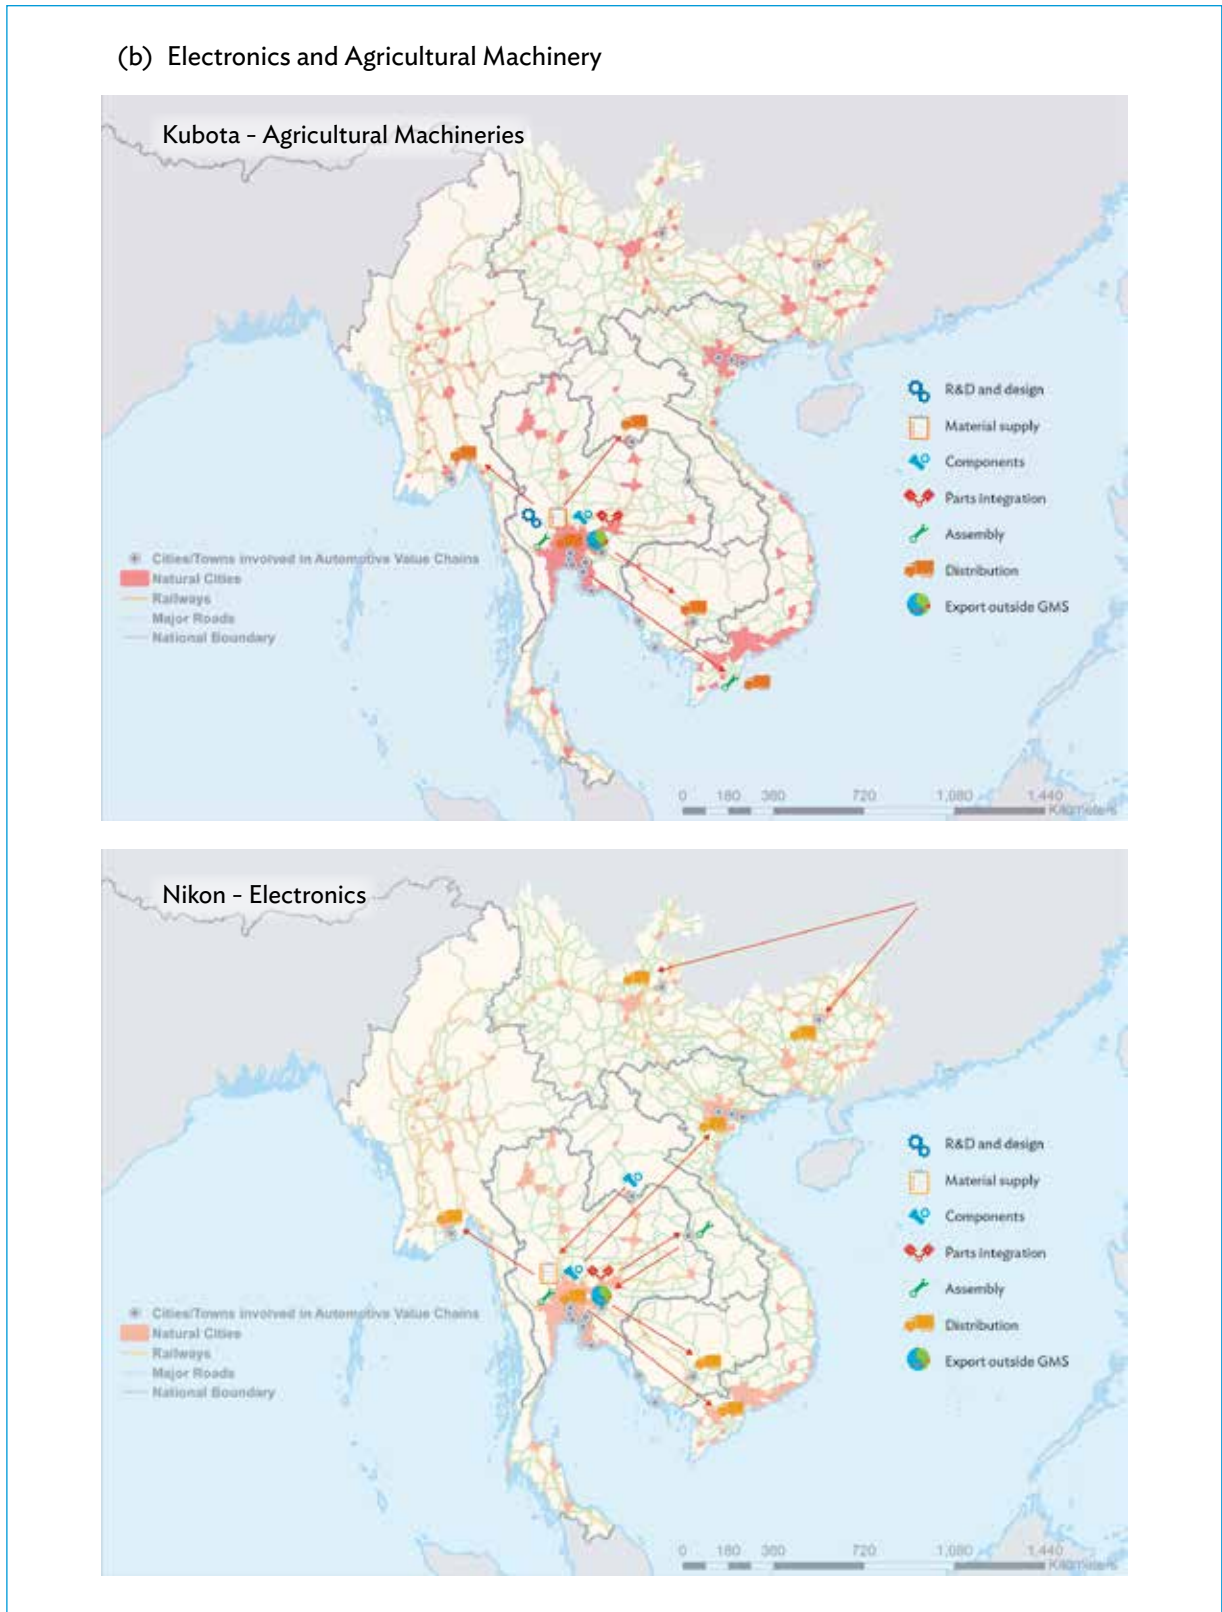 (b) Electronics and Agricultural Machinery
Kubota – Agricultural Machineries
R&D and design
Material supply
Components
Parts integration
Assembly
Distribution
Export outside GMS
Cities/Towns involved in Automotive Value Chains
Natural Cities
Railways
Major Roads
National Boundary
0 180 360 720 1,080 1,440
Kilometers
Nikon – Electronics
R&D and design
Material supply
Components
Parts integration
Assembly
Distribution
Export outside GMS
Cities/Towns involved in Automotive Value Chains
Natural Cities
Railways
Major Roads
National Boundary
0 180 360 720 1,080 1,440
Kilometers